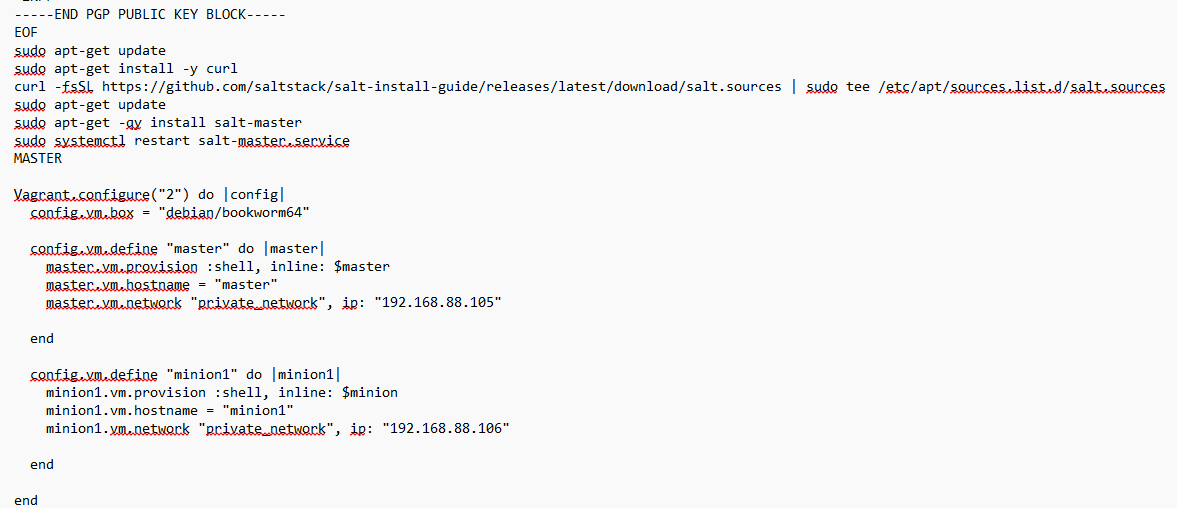 -----END PGP PUBLIC KEY BLOCK-----
EOF
sudo apt-get update
sudo apt-get install -y curl
curl -fsSL https://github.com/saltstack/salt-install-guide/releases/latest/download/salt.sources | sudo tee /etc/apt/sources.list.d/salt.sources
sudo apt-get update
sudo apt-get -qy install salt-master
sudo systemctl restart salt-master.service
MASTER

Vagrant.configure("2") do |config|
  config.vm.box = "debian/bookworm64"

  config.vm.define "master" do |master|
    master.vm.provision :shell, inline: $master
    master.vm.hostname = "master"
    master.vm.network "private_network", ip: "192.168.88.105"

  end

  config.vm.define "minion1" do |minion1|
    minion1.vm.provision :shell, inline: $minion
    minion1.vm.hostname = "minion1"
    minion1.vm.network "private_network", ip: "192.168.88.106"

  end

end